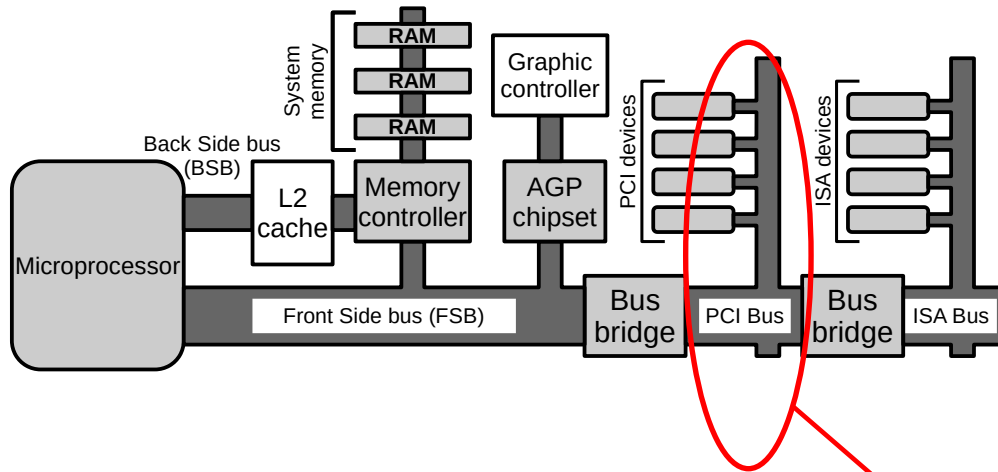 RAM
RAM
RAM
System
memory
Graphic
controller
PCI devices
ISA devices
Back Side bus
(BSB)
L2
cache
Memory
controller
AGP
chipset
Microprocessor
Front Side bus (FSB)
Bus
bridge
PCI Bus
Bus
bridge
ISA Bus